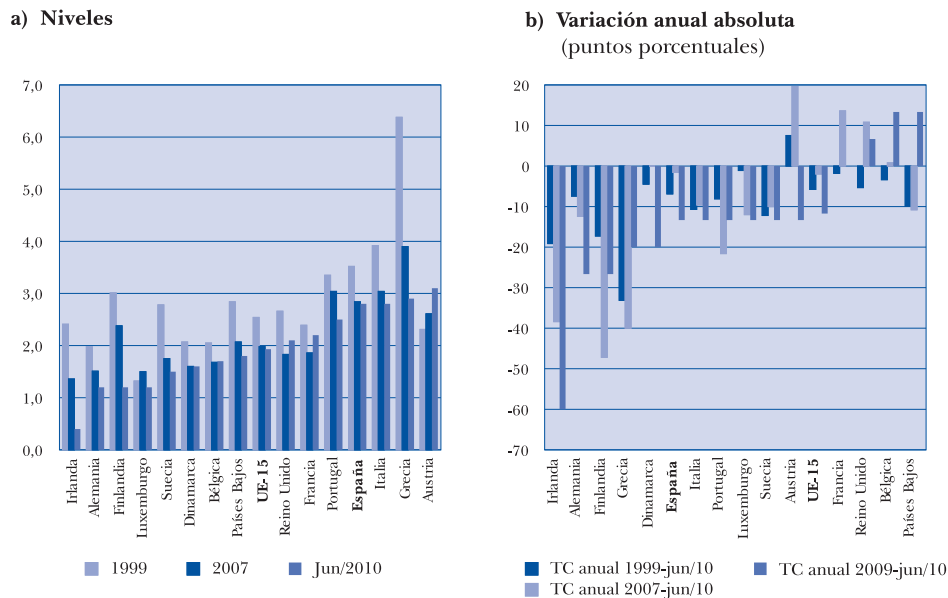 a) Niveles
7,0
6,0
5,0
4,0
3,0
2,0
1,0
0,0
Irlanda
Alemania
Finlandia
Luxemburgo
Suecia
Dinamarca
Bélgica
Países Bajos
UE-15
Reino Unido
Francia
Portugal
España
Italia
Grecia
Austria
1999
2007
Jun/2010
b) Variación anual absoluta
(puntos porcentuales)
20
10
0
-10
-20
-30
-40
-50
-60
-70
Irlanda
Alemania
Finlandia
Grecia
Dinamarca
España
Italia
Portugal
Luxemburgo
Suecia
Austria
UE-15
Francia
Reino Unido
Bélgica
Países Bajos
TC anual 1999-jun/10
TC anual 2009-jun/10
TC anual 2007-jun/10